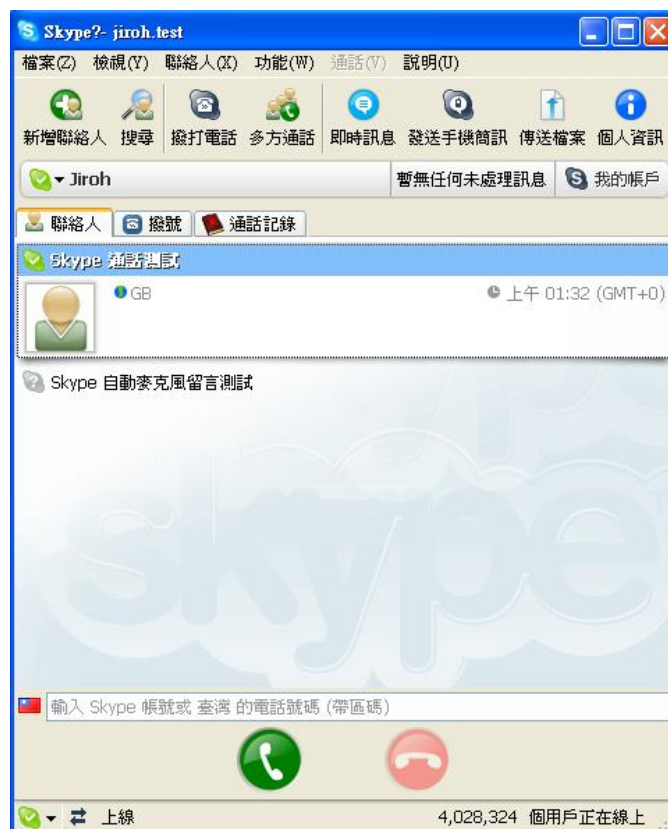 Skype?- jiroh.test
檔案(Z) 檢視(Y) 聯絡人(X) 功能(W) 通話(V) 說明(U)
新增聯絡人 搜尋 撥打電話 多方通話 即時訊息 發送手機簡訊 傳送檔案 個人資訊
Jiroh 暫無任何未處理訊息 我的帳戶
聯絡人 撥號 通話記錄
Skype 通話測試
GB 上午 01:32 (GMT+0)
Skype 自動麥克風留言測試
skype
輸入 Skype 帳號或 臺灣 的電話號碼 (帶區碼)
上線 4,028,324 個用戶正在線上